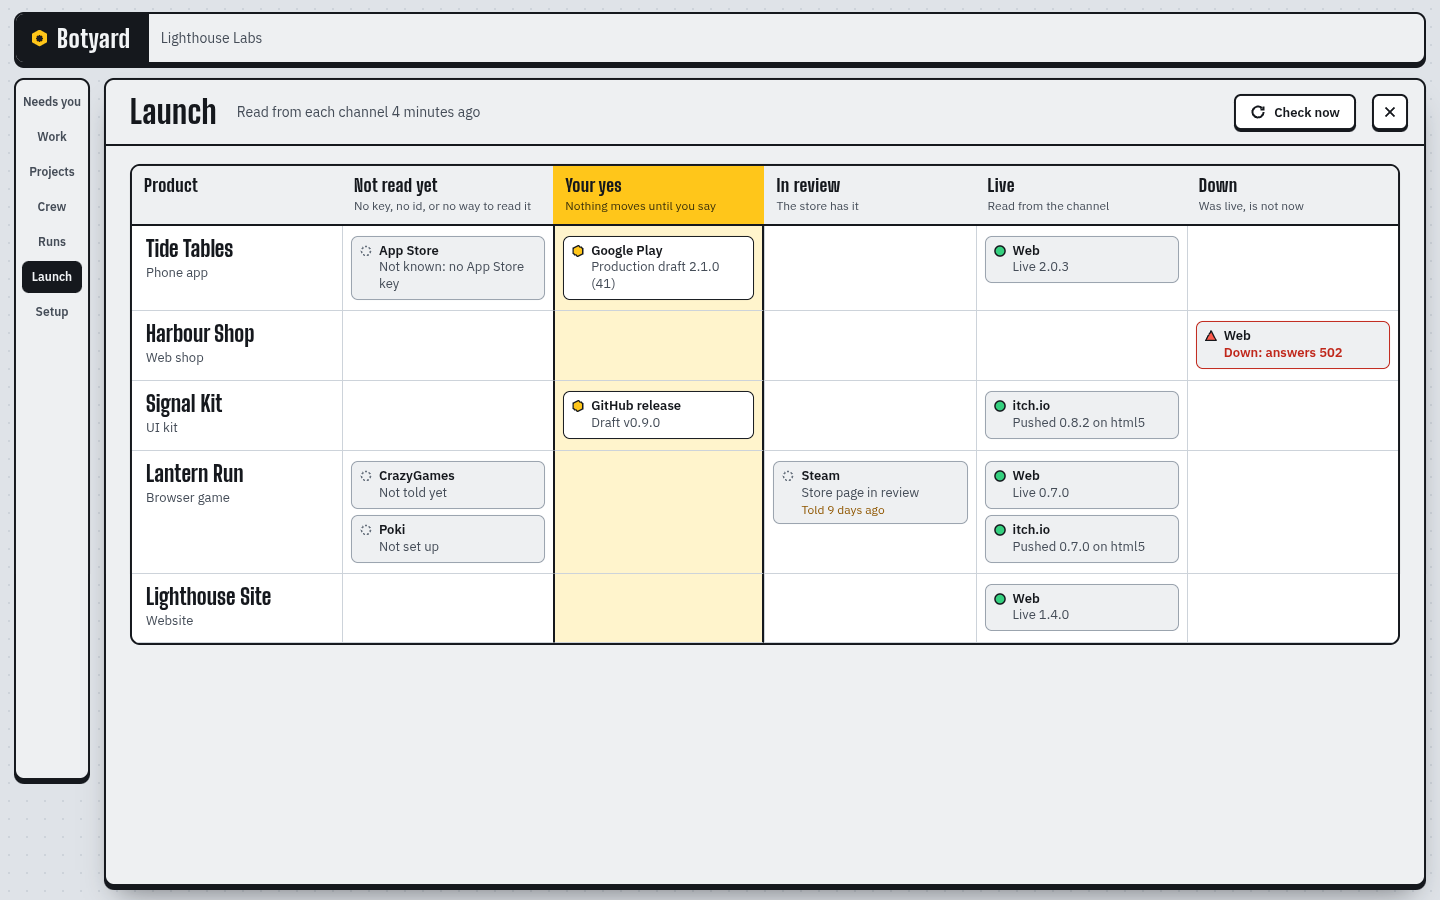 Botyard
Lighthouse Labs
Needs you
Work
Projects
Crew
Runs
Launch
Setup
Launch
Read from each channel 4 minutes ago
Check now
Product
Not read yet
No key, no id, or no way to read it
Your yes
Nothing moves until you say
In review
The store has it
Live
Read from the channel
Down
Was live, is not now
Tide Tables
Phone app
App Store
Not known: no App Store
key
Google Play
Production draft 2.1.0
(41)
Web
Live 2.0.3
Harbour Shop
Web shop
Web
Down: answers 502
Signal Kit
UI kit
GitHub release
Draft v0.9.0
itch.io
Pushed 0.8.2 on html5
Lantern Run
Browser game
CrazyGames
Not told yet
Poki
Not set up
Steam
Store page in review
Told 9 days ago
Web
Live 0.7.0
itch.io
Pushed 0.7.0 on html5
Lighthouse Site
Website
Web
Live 1.4.0